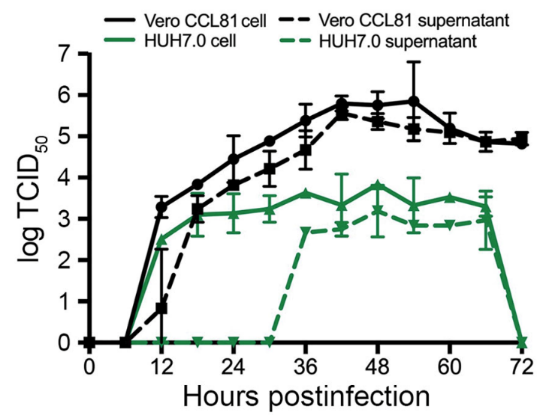 Vero CCL81 cell Vero CCL81 supernatant
HUH7.0 cell HUH7.0 supernatant
7
6
5
4
3
2
1
0
log TCID50
0 12 24 36 48 60 72
Hours postinfection